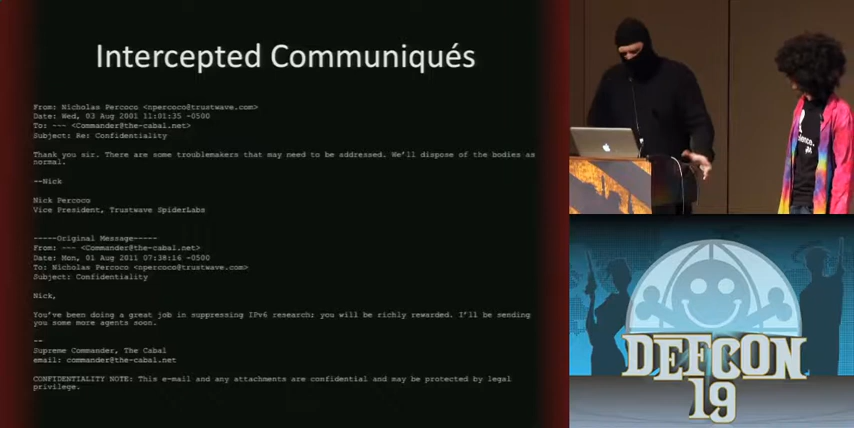 Intercepted Communiqués
From: Nicholas Percoco <npercoco@trustwave.com>
Date: Wed, 03 Aug 2001 11:01:35 -0500
To: --- <Commander@the-cabal.net>
Subject: Re: Confidentiality
Thank you sir. There are some troublemakers that may need to be addressed. We'll dispose of the bodies as
normal.
--Nick
Nick Percoco
Vice President, Trustwave SpiderLabs
-----Original Message-----
From: --- <Commander@the-cabal.net>
Date: Mon, 01 Aug 2011 07:38:16 -0500
To: Nicholas Percoco <npercoco@trustwave.com>
Subject: Confidentiality
Nick,
You've been doing a great job in suppressing IPv6 research; you will be richly rewarded. I'll be sending
you some more agents soon.
--
Supreme Commander, The Cabal
email: commander@the-cabal.net
CONFIDENTIALITY NOTE: This e-mail and any attachments are confidential and may be protected by legal
privilege.
DEFCON
19